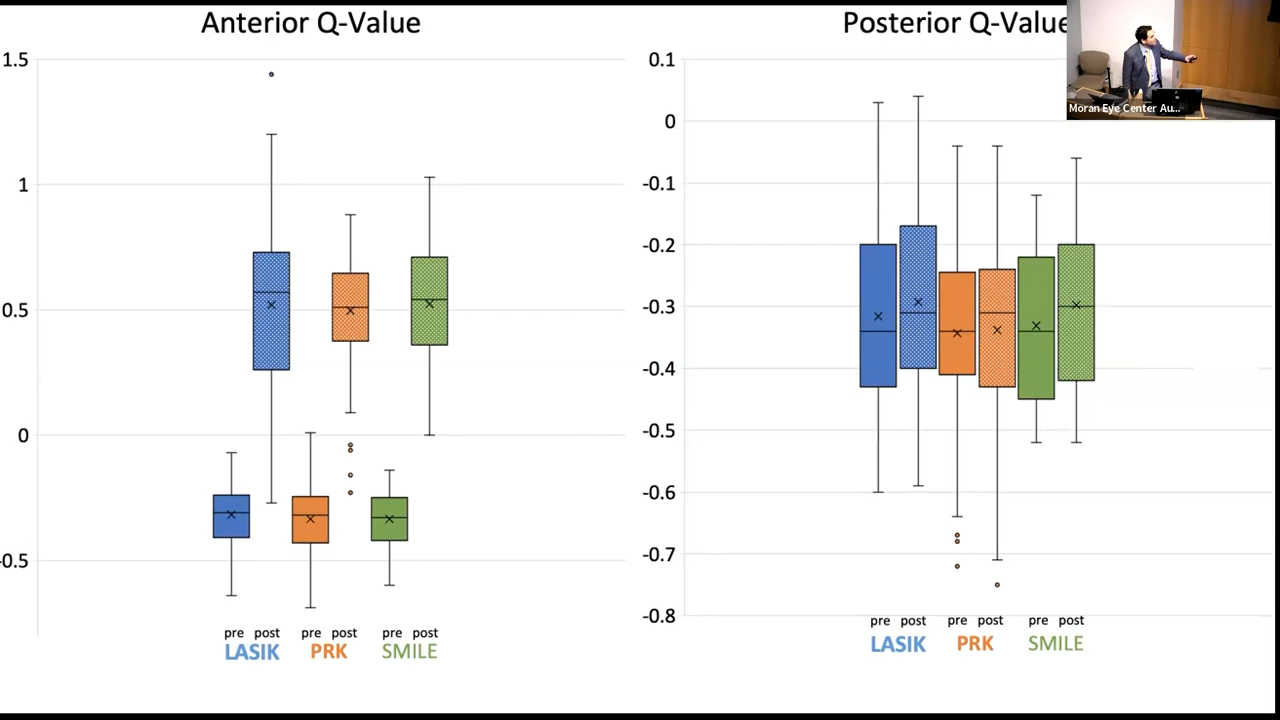 Anterior Q-Value
1.5
1
0.5
0
-0.5
pre post pre post pre post
LASIK PRK SMILE
Posterior Q-Value
0.1
0
-0.1
-0.2
-0.3
-0.4
-0.5
-0.6
-0.7
-0.8
pre post pre post pre post
LASIK PRK SMILE
Moran Eye Center Au...